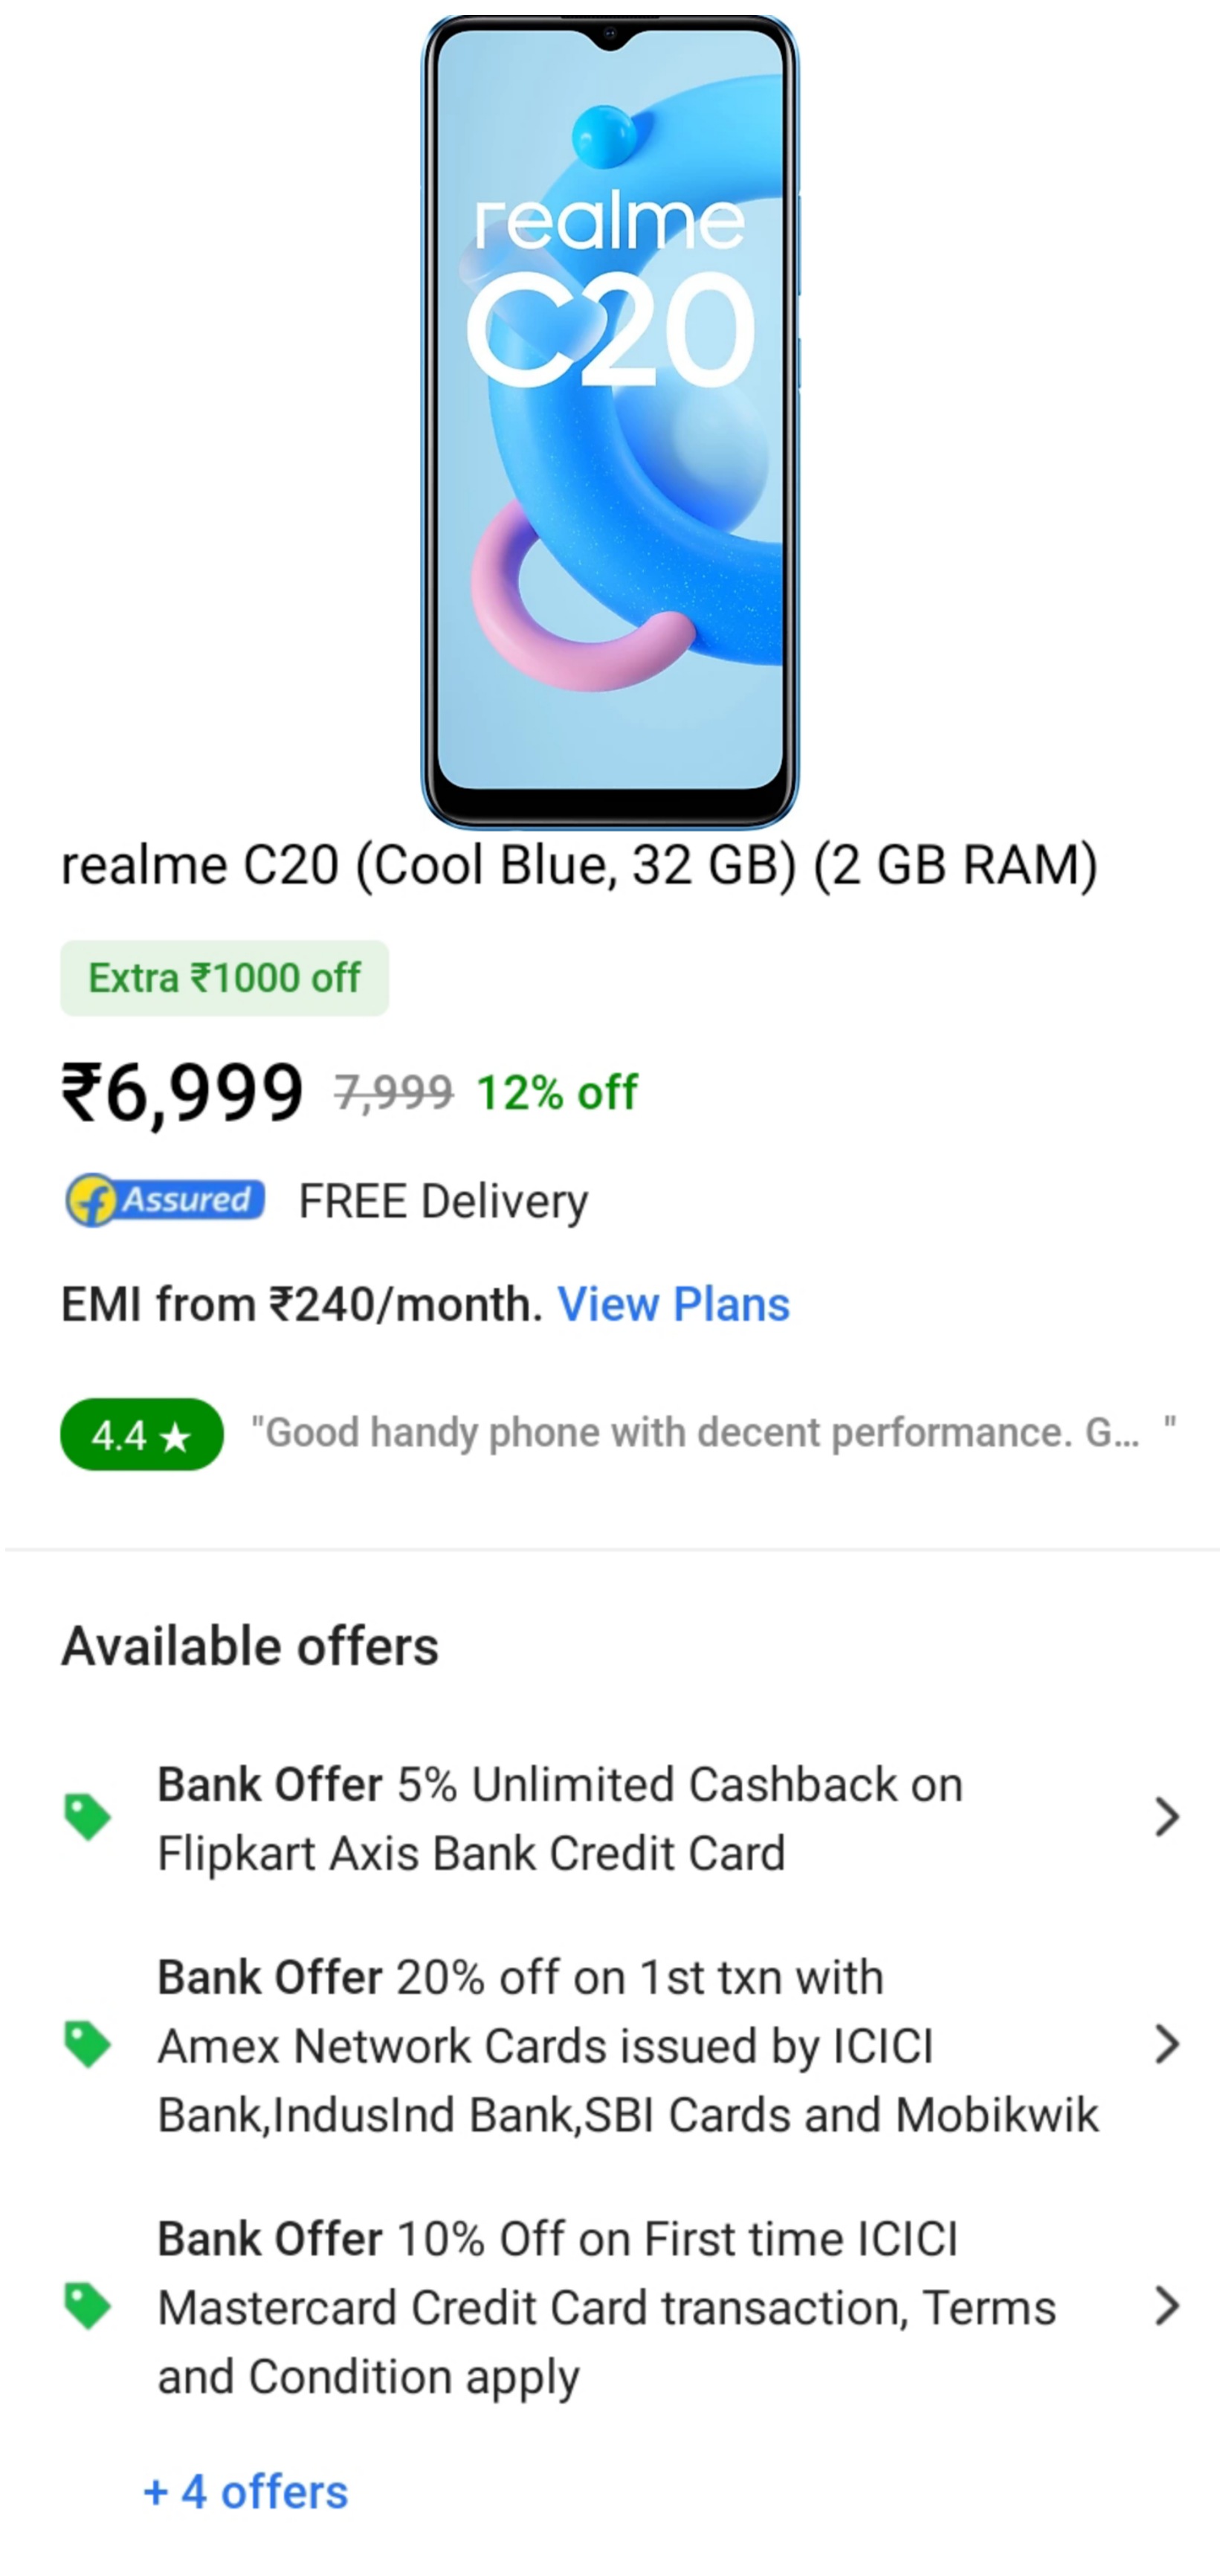 realme
C20
realme C20 (Cool Blue, 32 GB) (2 GB RAM)
Extra ₹1000 off
₹6,999 7,999 12% off
f Assured FREE Delivery
EMI from ₹240/month. View Plans
4.4 ★ "Good handy phone with decent performance. G... "
Available offers
Bank Offer 5% Unlimited Cashback on
Flipkart Axis Bank Credit Card
Bank Offer 20% off on 1st txn with
Amex Network Cards issued by ICICI
Bank,IndusInd Bank,SBI Cards and Mobikwik
Bank Offer 10% Off on First time ICICI
Mastercard Credit Card transaction, Terms
and Condition apply
+ 4 offers